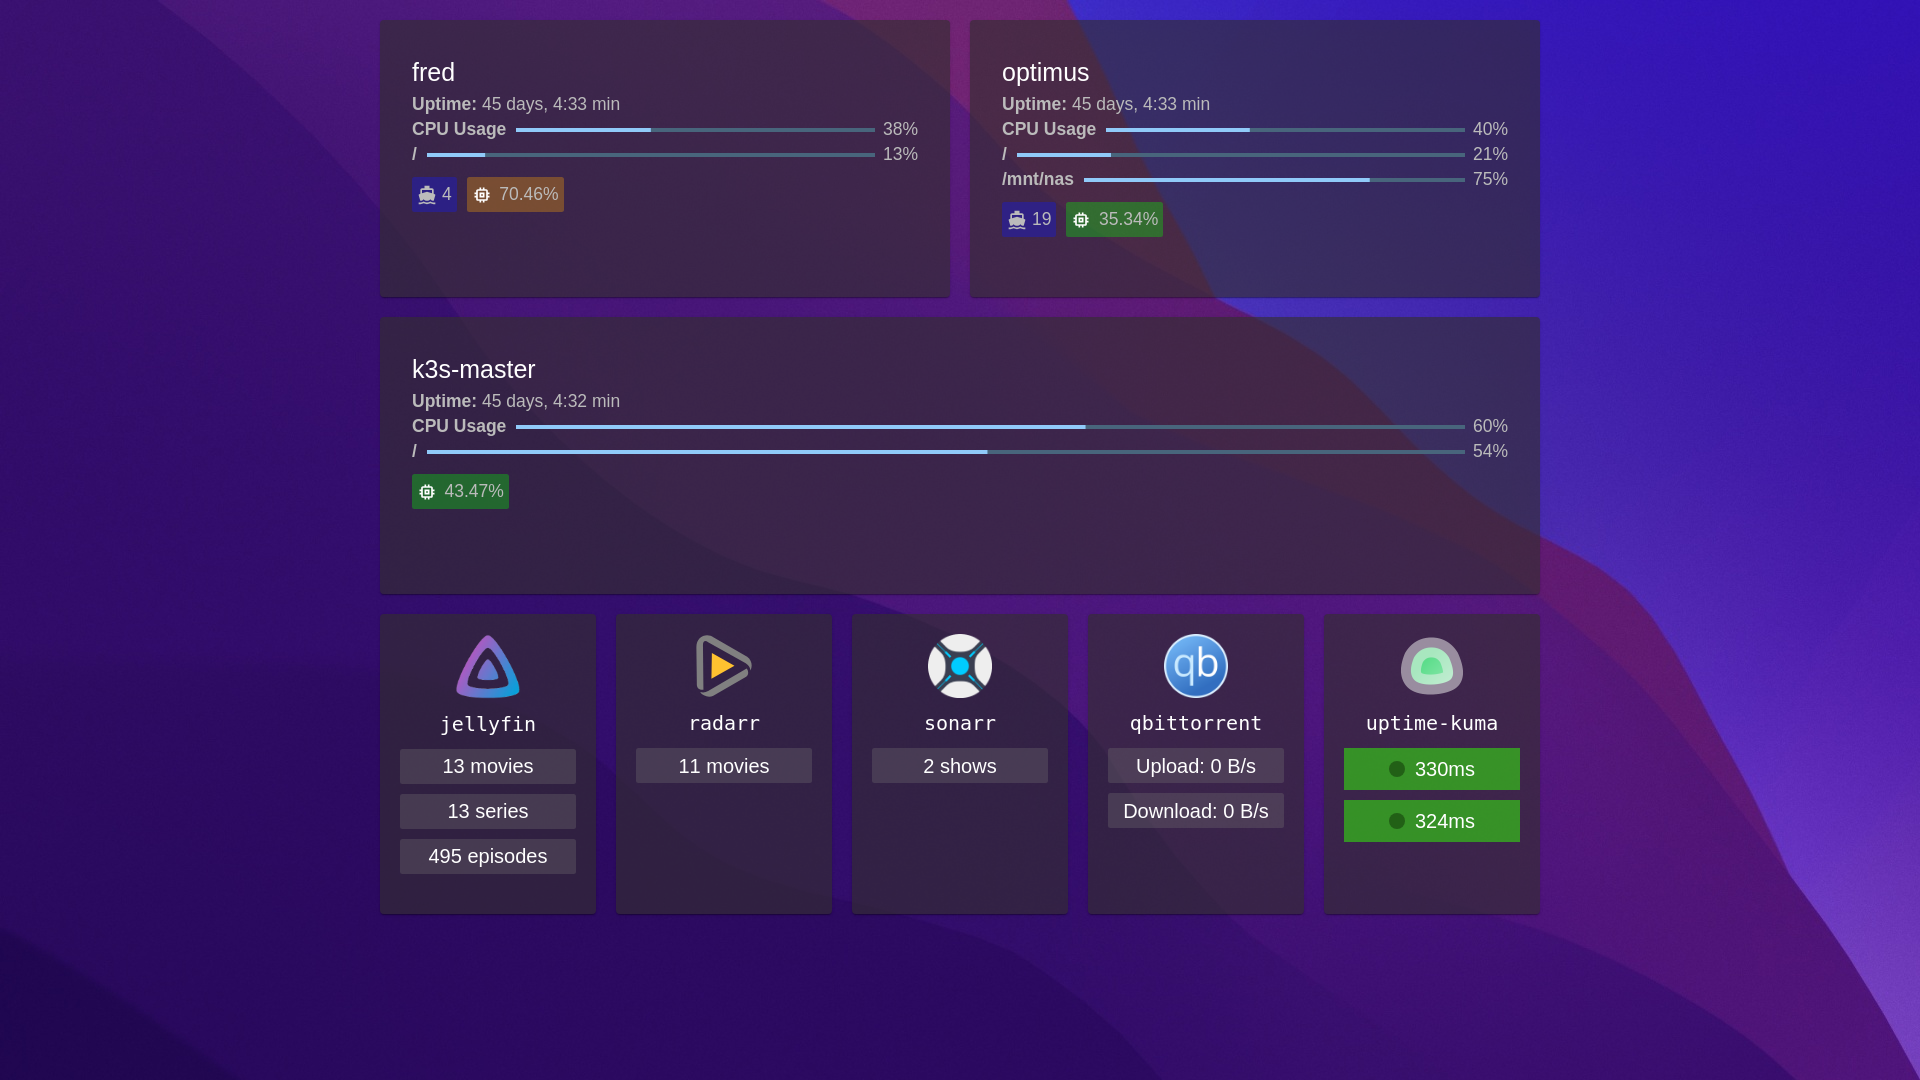 fred
Uptime: 45 days, 4:33 min
CPU Usage 38%
/ 13%
4 70.46%
optimus
Uptime: 45 days, 4:33 min
CPU Usage 40%
/ 21%
/mnt/nas 75%
19 35.34%
k3s-master
Uptime: 45 days, 4:32 min
CPU Usage 60%
/ 54%
43.47%
jellyfin
13 movies
13 series
495 episodes
radarr
11 movies
sonarr
2 shows
qb
qbittorrent
Upload: 0 B/s
Download: 0 B/s
uptime-kuma
330ms
324ms